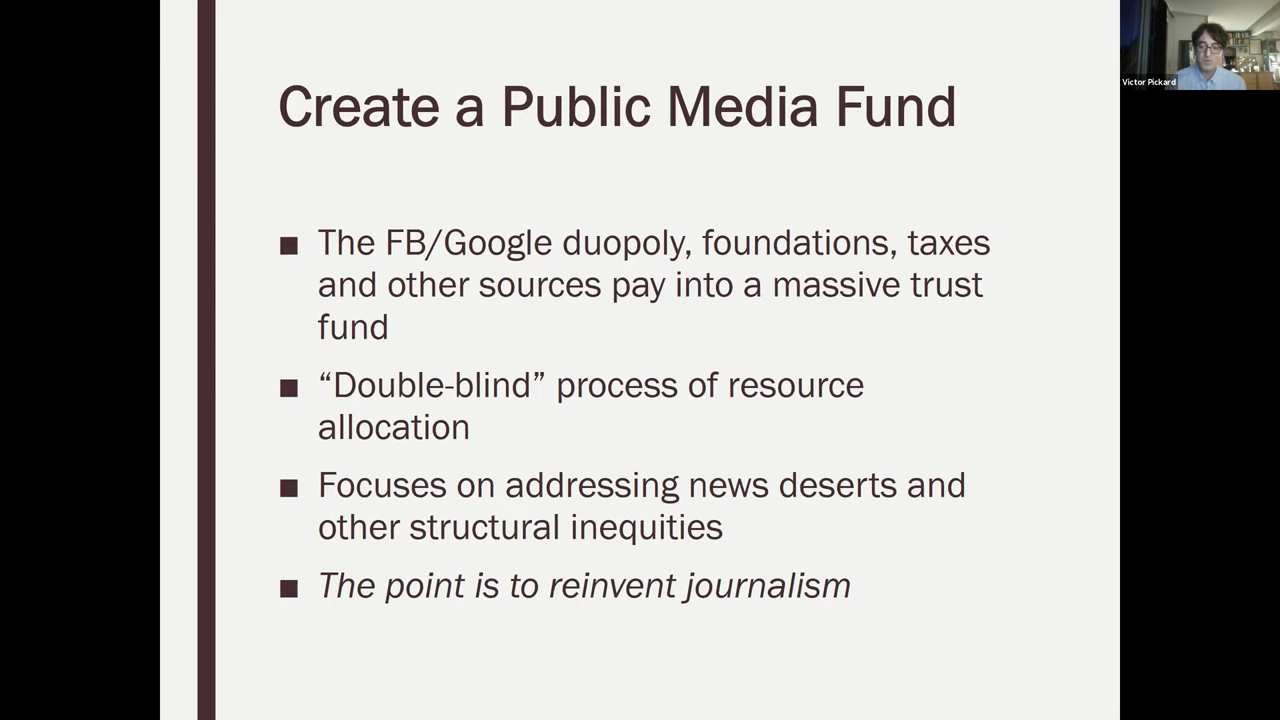 Create a Public Media Fund
■ The FB/Google duopoly, foundations, taxes
and other sources pay into a massive trust
fund
■ “Double-blind” process of resource
allocation
■ Focuses on addressing news deserts and
other structural inequities
■ The point is to reinvent journalism
Victor Pickard